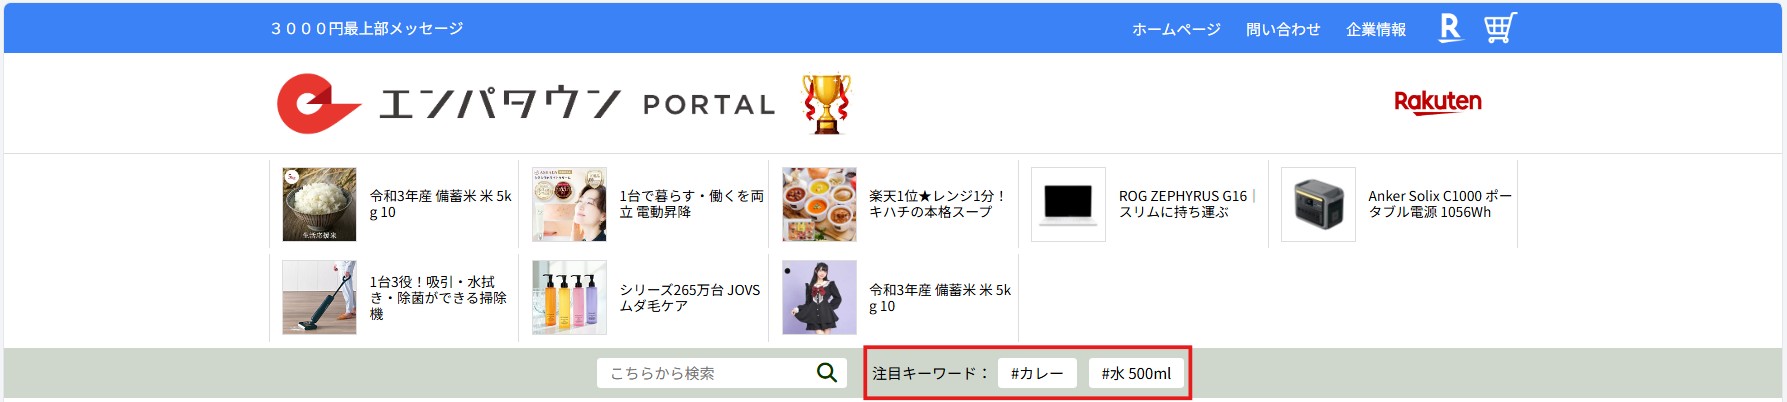 ３０００円最上部メッセージ
ホームページ 問い合わせ 企業情報 R
エンパタウン PORTAL
Rakuten
令和3年産 備蓄米 米 5k
g 10
1台で暮らす・働くを両
立 電動昇降
楽天1位★レンジ1分！
キハチの本格スープ
ROG ZEPHYRUS G16｜
スリムに持ち運ぶ
Anker Solix C1000 ポー
タブル電源 1056Wh
生活応援米
1台3役！吸引・水拭
き・除菌ができる掃除
機
シリーズ265万台 JOVS
ムダ毛ケア
令和3年産 備蓄米 米 5k
g 10
こちらから検索
注目キーワード： #カレー #水 500ml